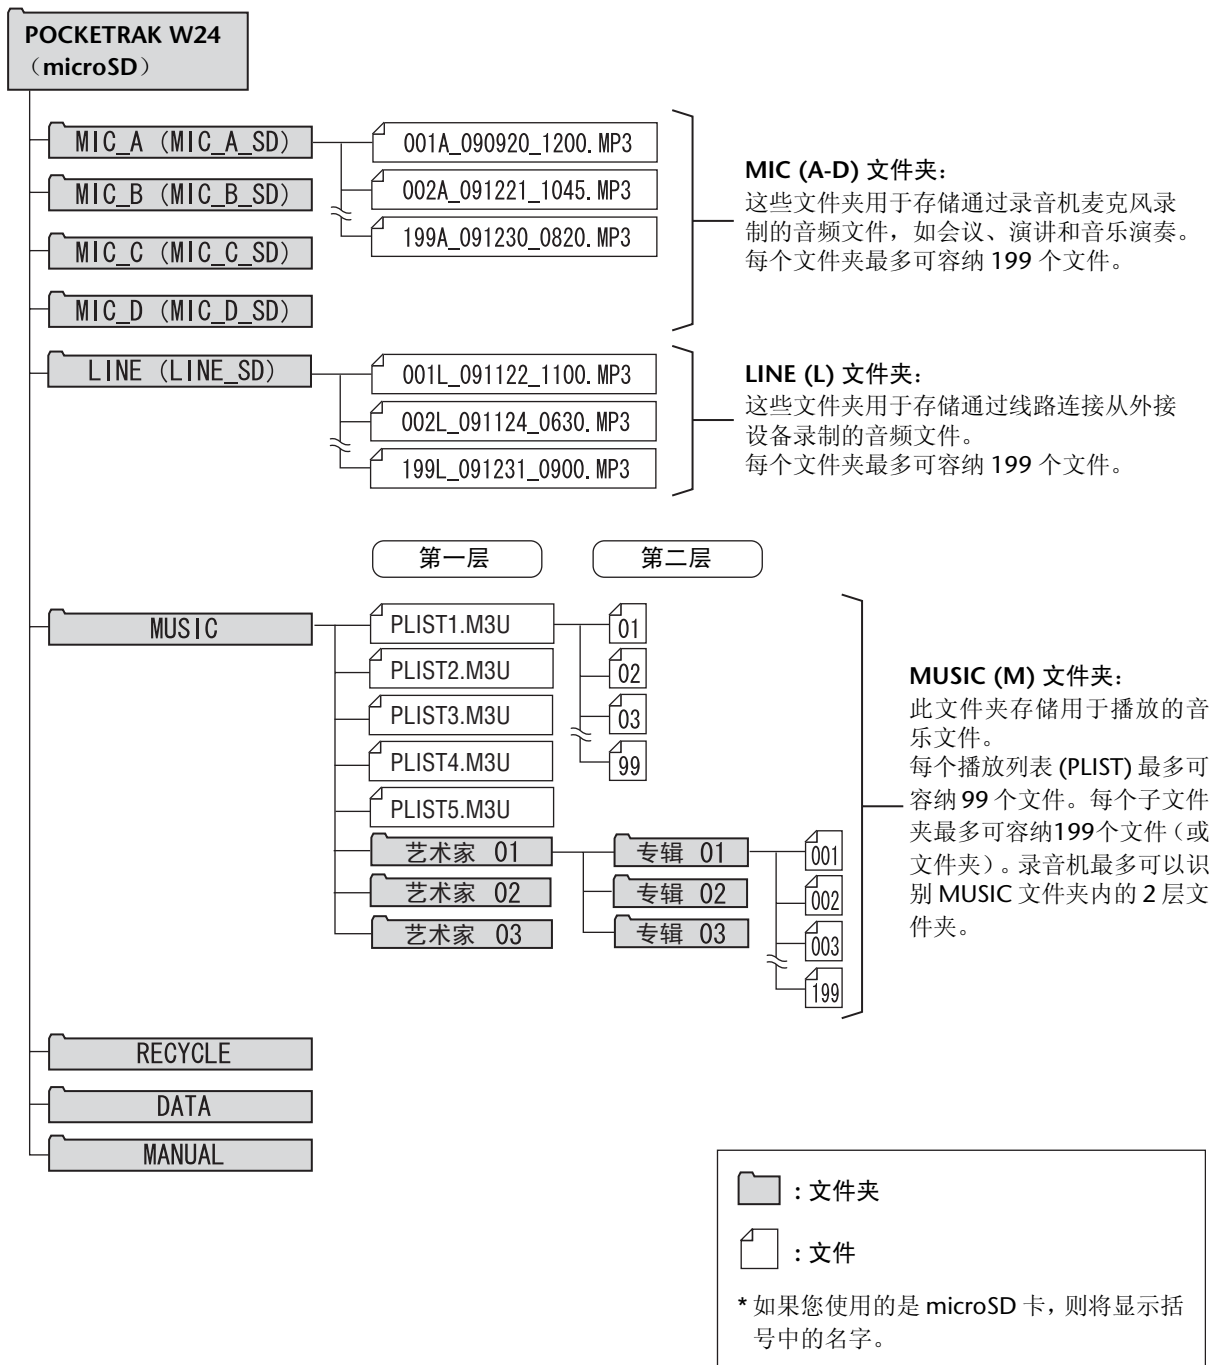 POCKETRAK W24
（microSD）
MIC_A (MIC_A_SD)
001A_090920_1200.MP3
MIC_B (MIC_B_SD)
002A_091221_1045.MP3
MIC_C (MIC_C_SD)
199A_091230_0820.MP3
MIC_D (MIC_D_SD)
MIC (A-D) 文件夹：
这些文件夹用于存储通过录音机麦克风录
制的音频文件，如会议、演讲和音乐演奏。
每个文件夹最多可容纳 199 个文件。
LINE (LINE_SD)
001L_091122_1100.MP3
002L_091124_0630.MP3
199L_091231_0900.MP3
LINE (L) 文件夹：
这些文件夹用于存储通过线路连接从外接
设备录制的音频文件。
每个文件夹最多可容纳 199 个文件。
第一层
第二层
MUSIC
PLIST1.M3U
01
PLIST2.M3U
02
PLIST3.M3U
03
PLIST4.M3U
99
PLIST5.M3U
艺术家 01
专辑 01
001
艺术家 02
专辑 02
002
艺术家 03
专辑 03
003
199
MUSIC (M) 文件夹：
此文件夹存储用于播放的音
乐文件。
每个播放列表 (PLIST) 最多可
容纳 99 个文件。每个子文件
夹最多可容纳199个文件（或
文件夹）。录音机最多可以识
别 MUSIC 文件夹内的 2 层文
件夹。
RECYCLE
DATA
MANUAL
：文件夹
：文件
* 如果您使用的是 microSD 卡，则将显示括
号中的名字。